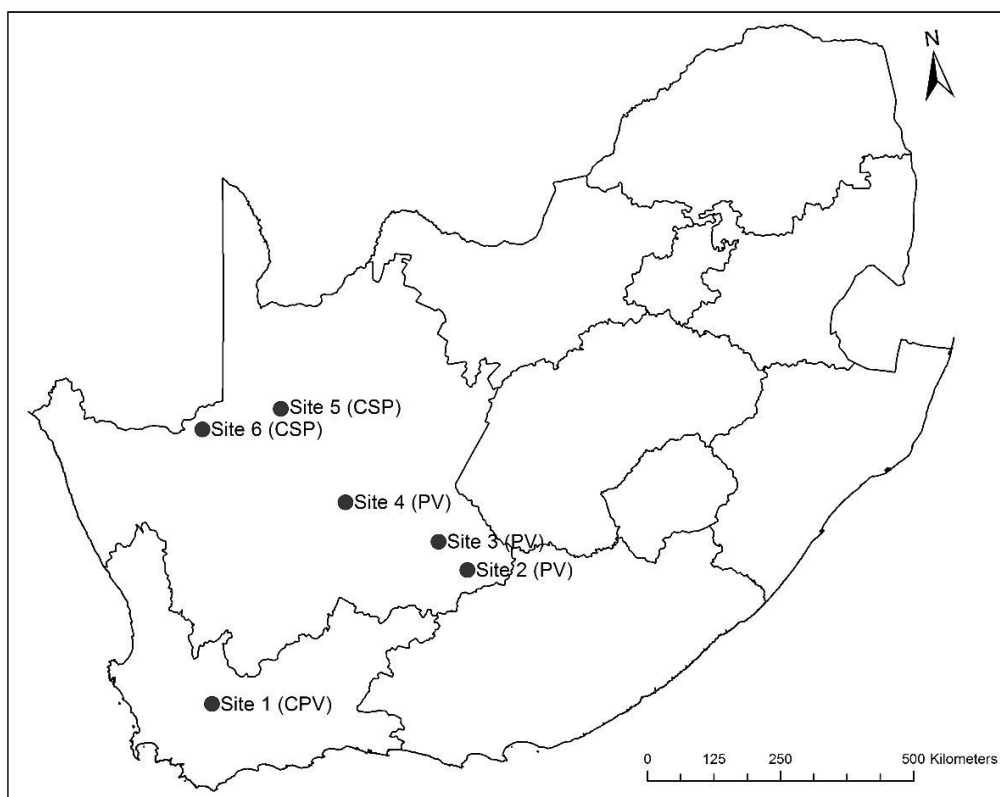 N
Site 5 (CSP)
Site 6 (CSP)
Site 4 (PV)
Site 3 (PV)
Site 2 (PV)
Site 1 (CPV)
0 125 250 500 Kilometers